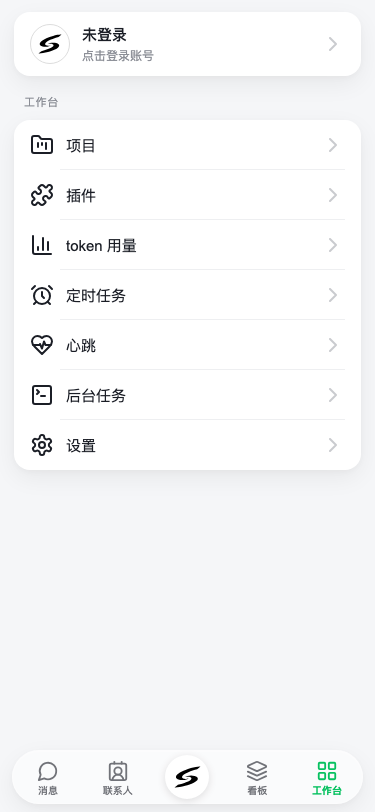 未登录
点击登录账号
工作台
项目
插件
token 用量
定时任务
心跳
后台任务
设置
消息
联系人
看板
工作台